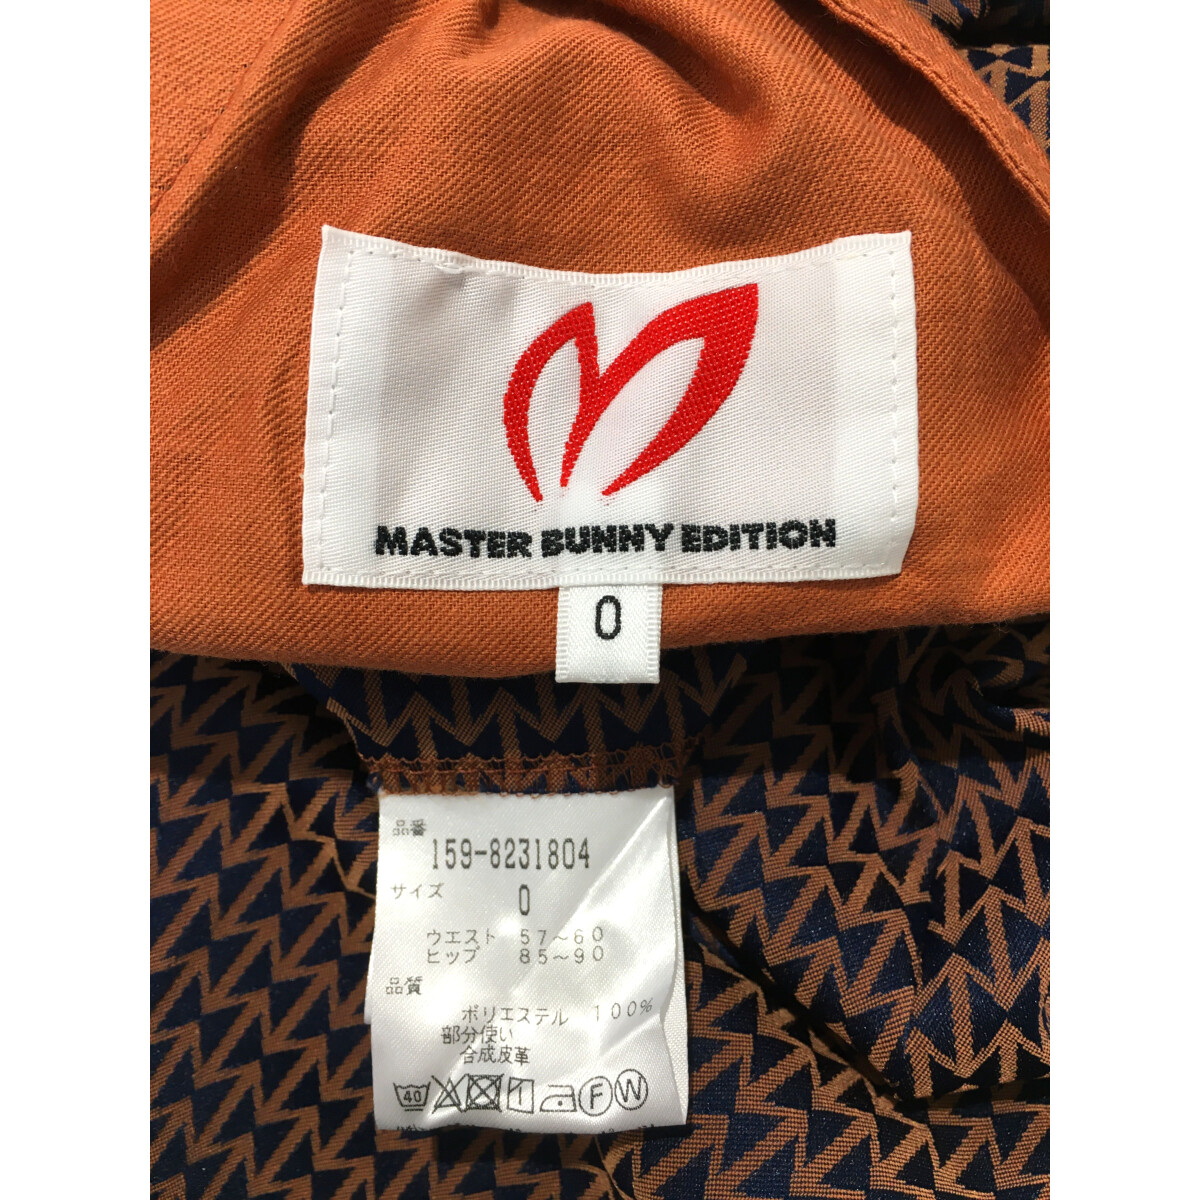 MASTER BUNNY EDITION
0
品番
159-8231804
サイズ
0
ウエスト 57～60
ヒップ 85～90
品質
ポリエステル 100%
部分使い
合成皮革
40 F W